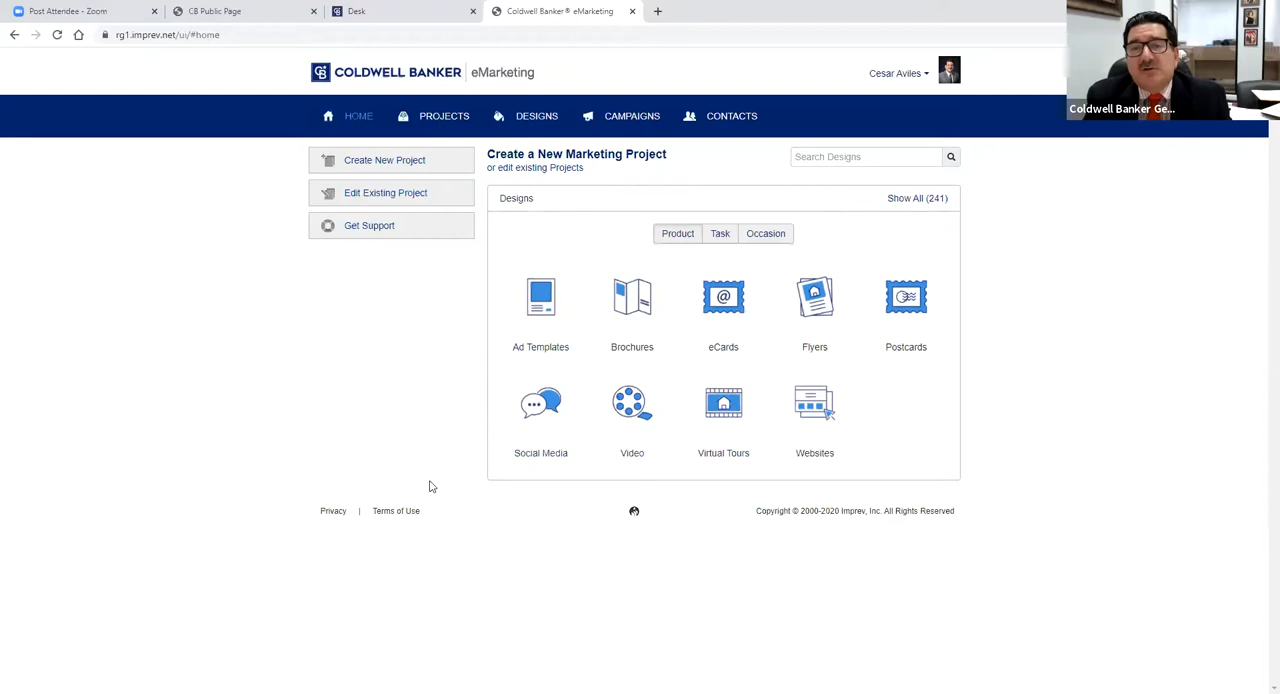 Post Attendee - Zoom
CB Public Page
Desk
Coldwell Banker® eMarketing
rg1.imprev.net/ui/#home
COLDWELL BANKER eMarketing
Cesar Aviles
Coldwell Banker Ge...
HOME PROJECTS DESIGNS CAMPAIGNS CONTACTS
Create New Project
Edit Existing Project
Get Support
Create a New Marketing Project
or edit existing Projects
Search Designs
Designs
Show All (241)
Product Task Occasion
Ad Templates Brochures eCards Flyers Postcards
Social Media Video Virtual Tours Websites
Privacy | Terms of Use
Copyright © 2000-2020 Imprev, Inc. All Rights Reserved